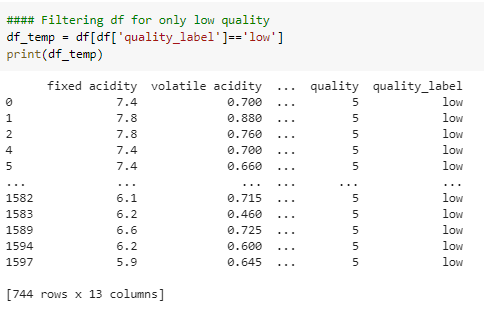 #### Filtering df for only low quality
df_temp = df[df['quality_label']=='low']
print(df_temp)
fixed acidity volatile acidity ... quality quality_label
0 7.4 0.700 ... 5 low
1 7.8 0.880 ... 5 low
2 7.8 0.760 ... 5 low
4 7.4 0.700 ... 5 low
5 7.4 0.660 ... 5 low
... ... ... ... ... ...
1582 6.1 0.715 ... 5 low
1583 6.2 0.460 ... 5 low
1589 6.6 0.725 ... 5 low
1594 6.2 0.600 ... 5 low
1597 5.9 0.645 ... 5 low
[744 rows x 13 columns]